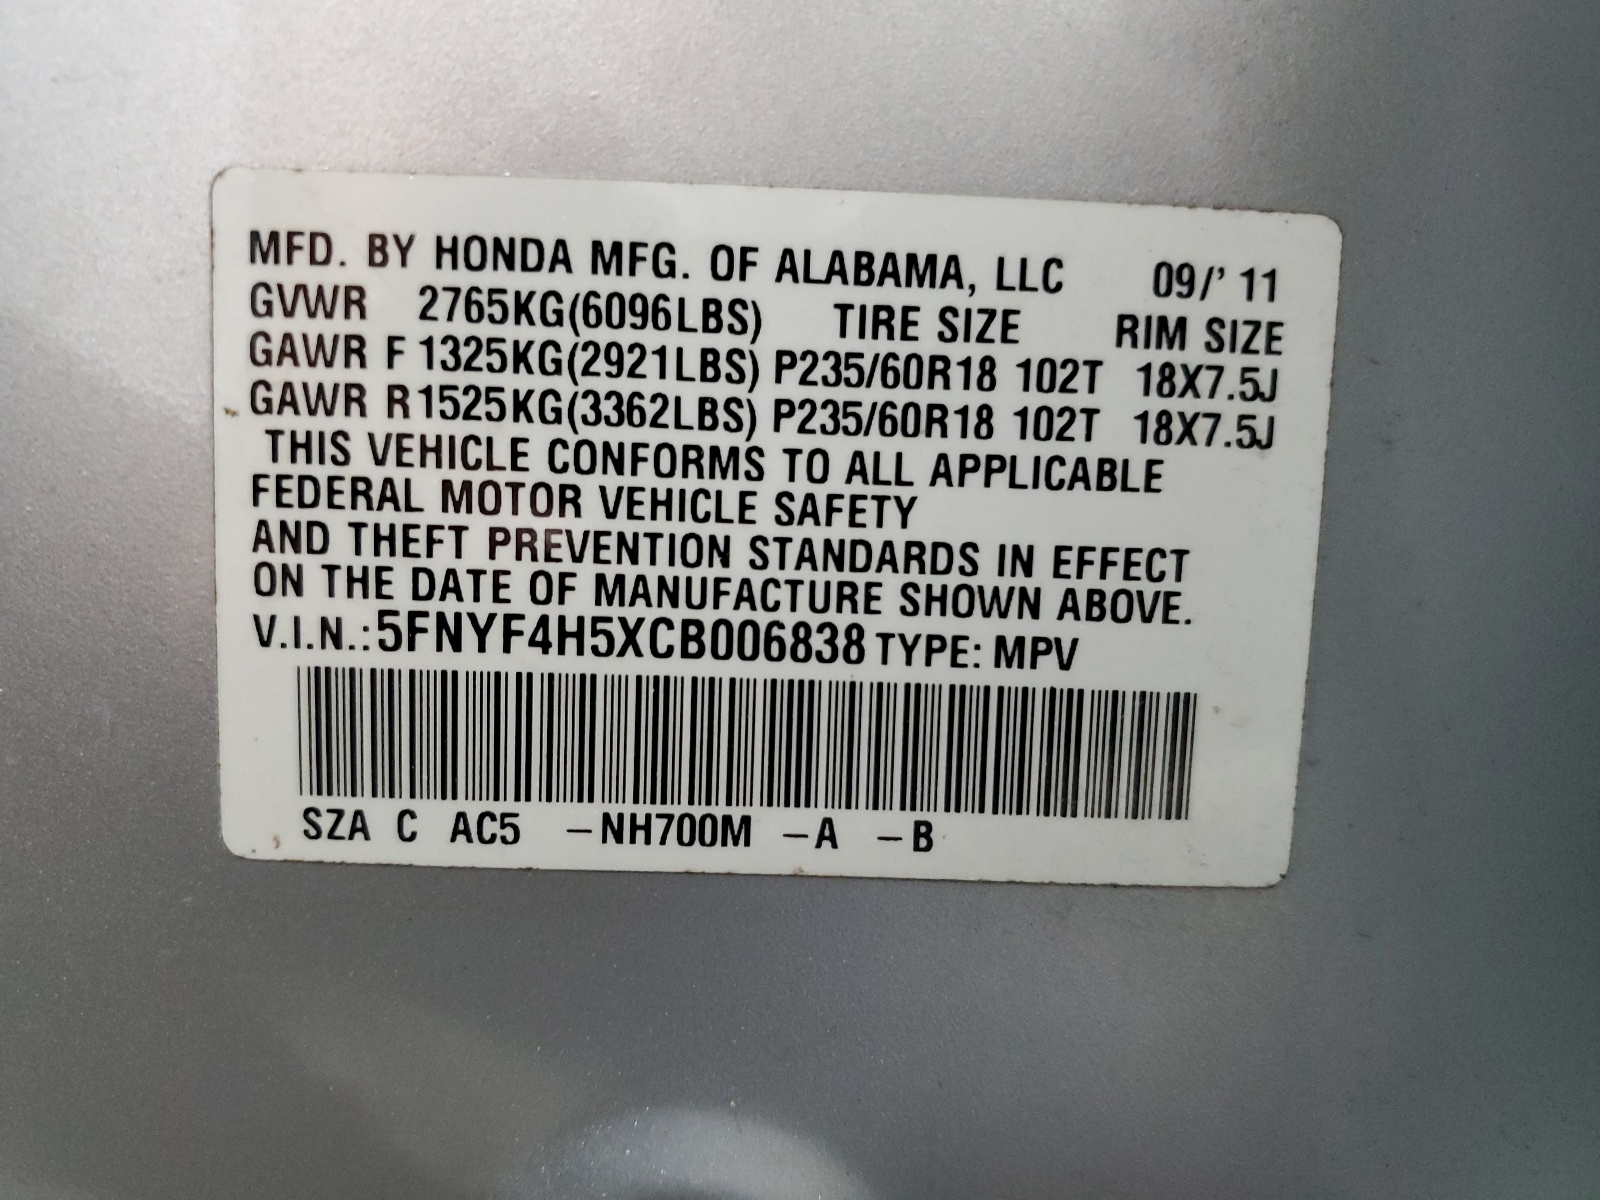 MFD. BY HONDA MFG. OF ALABAMA, LLC 09/' 11
GVWR 2765KG(6096LBS) TIRE SIZE RIM SIZE
GAWR F 1325KG(2921LBS) P235/60R18 102T 18X7.5J
GAWR R 1525KG(3362LBS) P235/60R18 102T 18X7.5J
THIS VEHICLE CONFORMS TO ALL APPLICABLE
FEDERAL MOTOR VEHICLE SAFETY
AND THEFT PREVENTION STANDARDS IN EFFECT
ON THE DATE OF MANUFACTURE SHOWN ABOVE.
V.I.N.: 5FNYF4H5XCB006838 TYPE: MPV
SZA C AC5 –NH700M –A –B